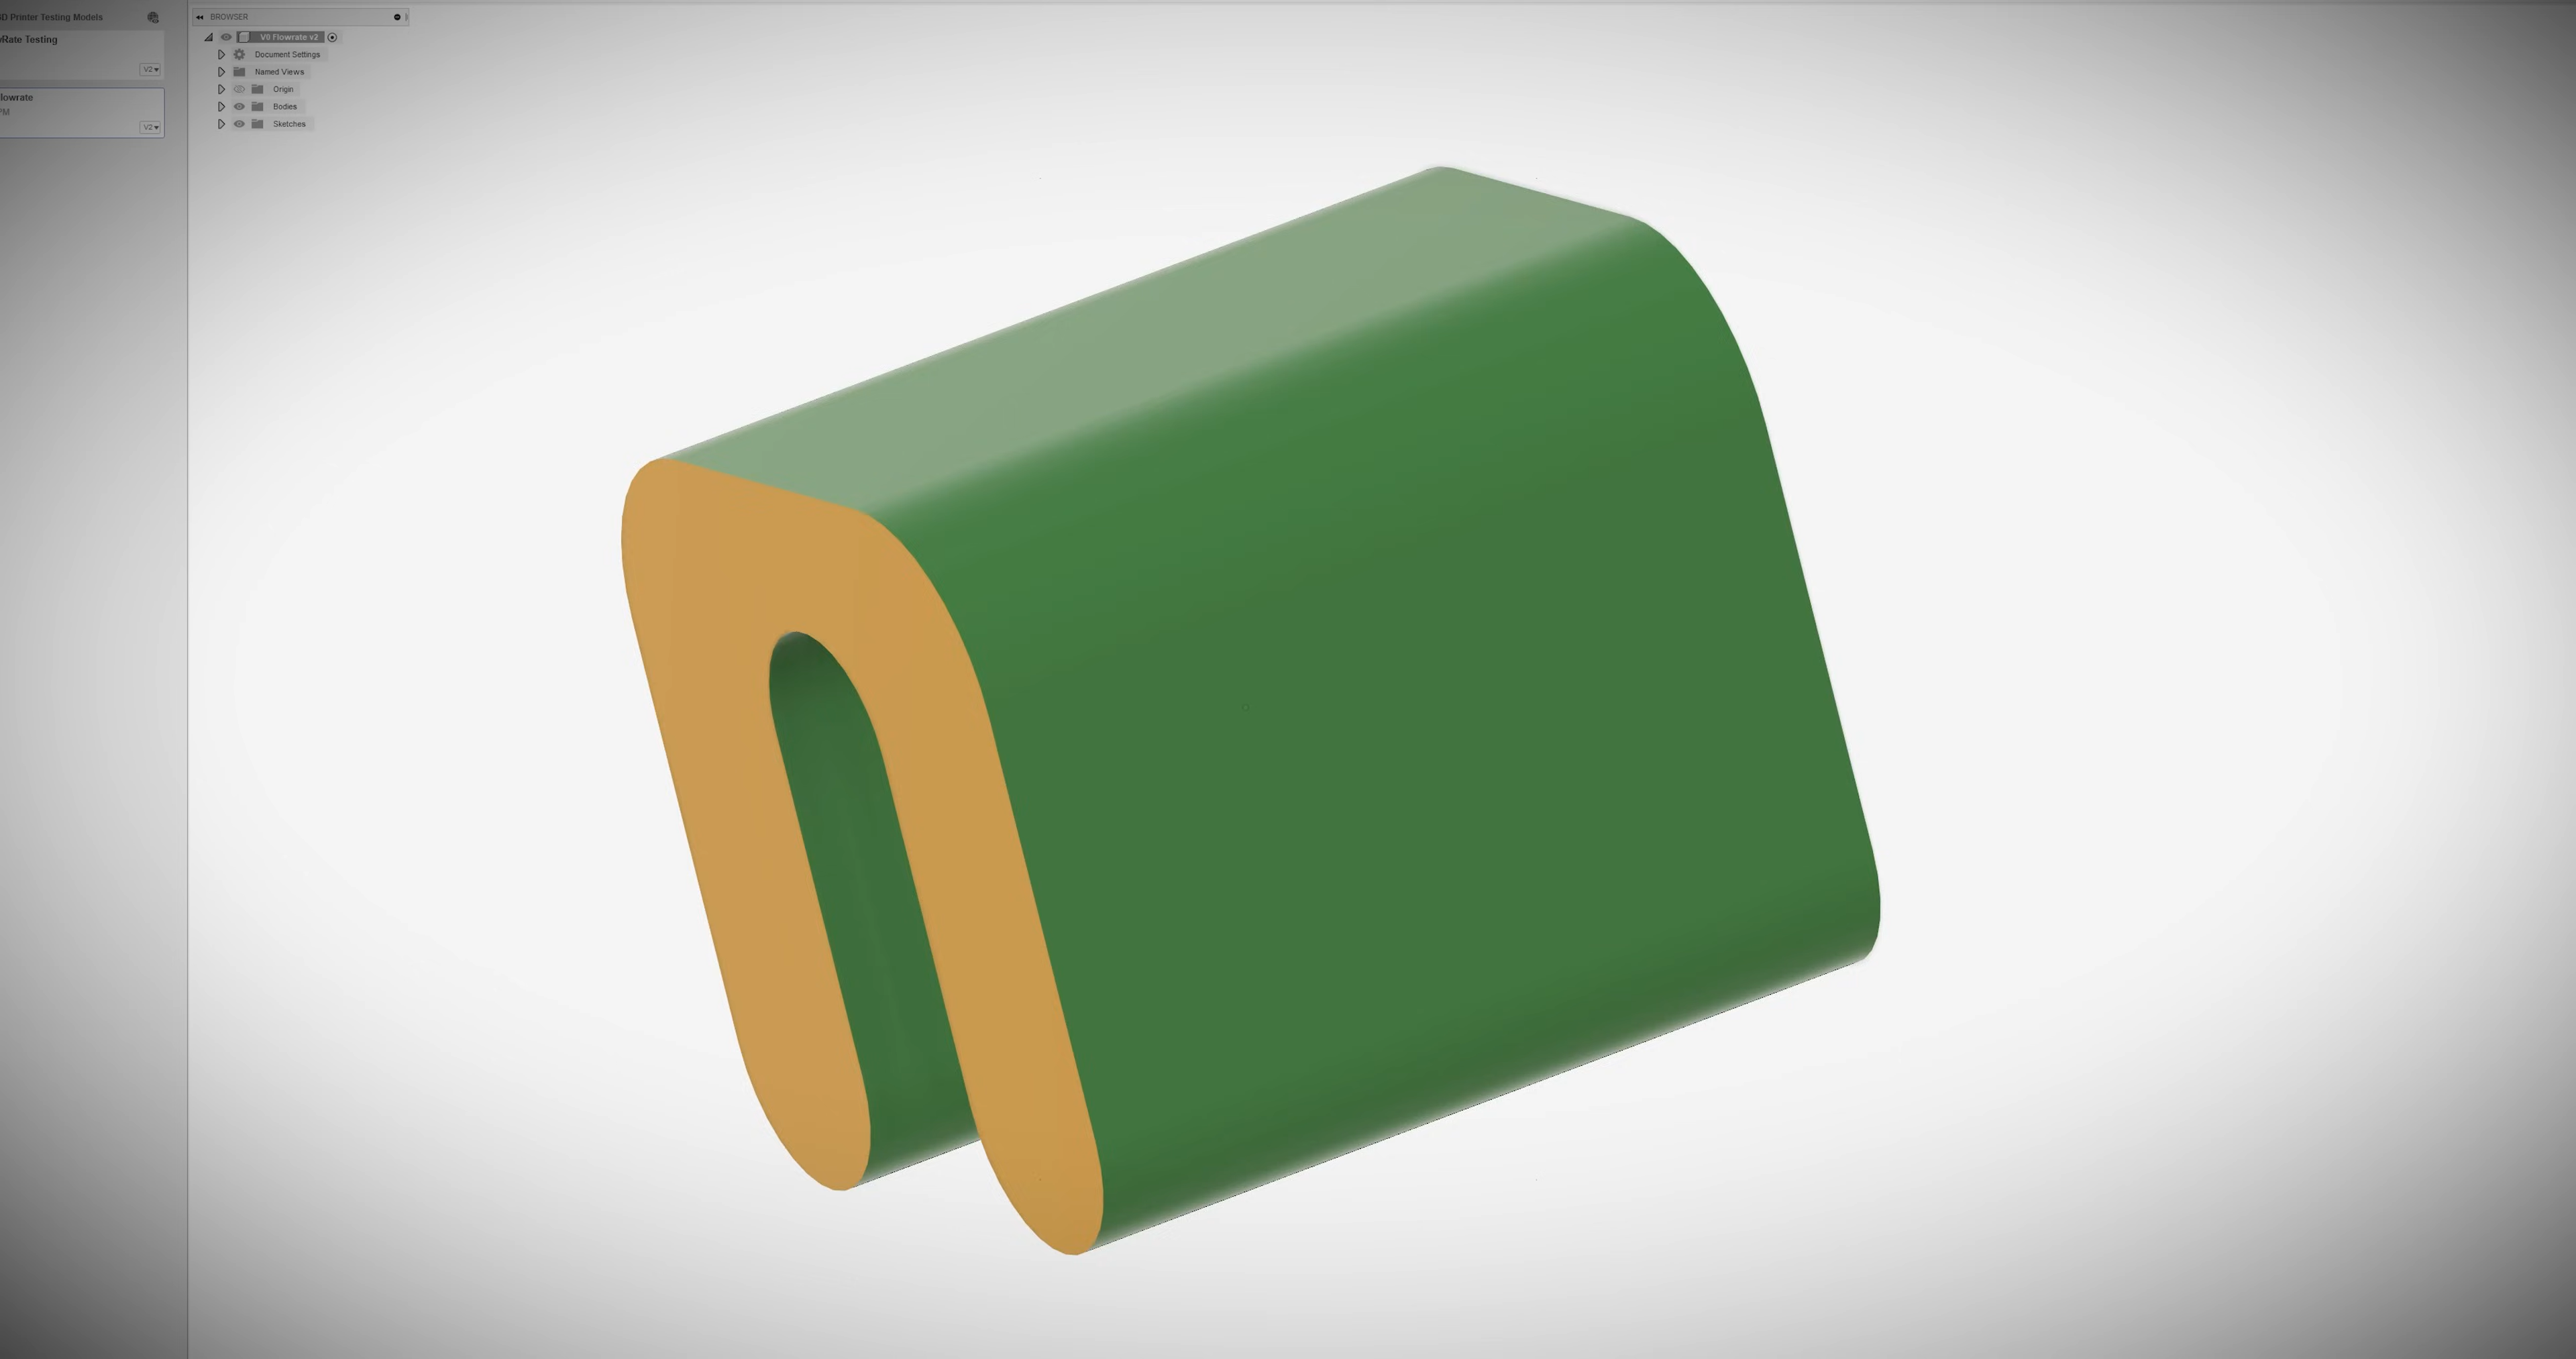 3D Printer Testing Models
Rate Testing
V2
lowrate
PM
V2
BROWSER
V0 Flowrate v2
Document Settings
Named Views
Origin
Bodies
Sketches